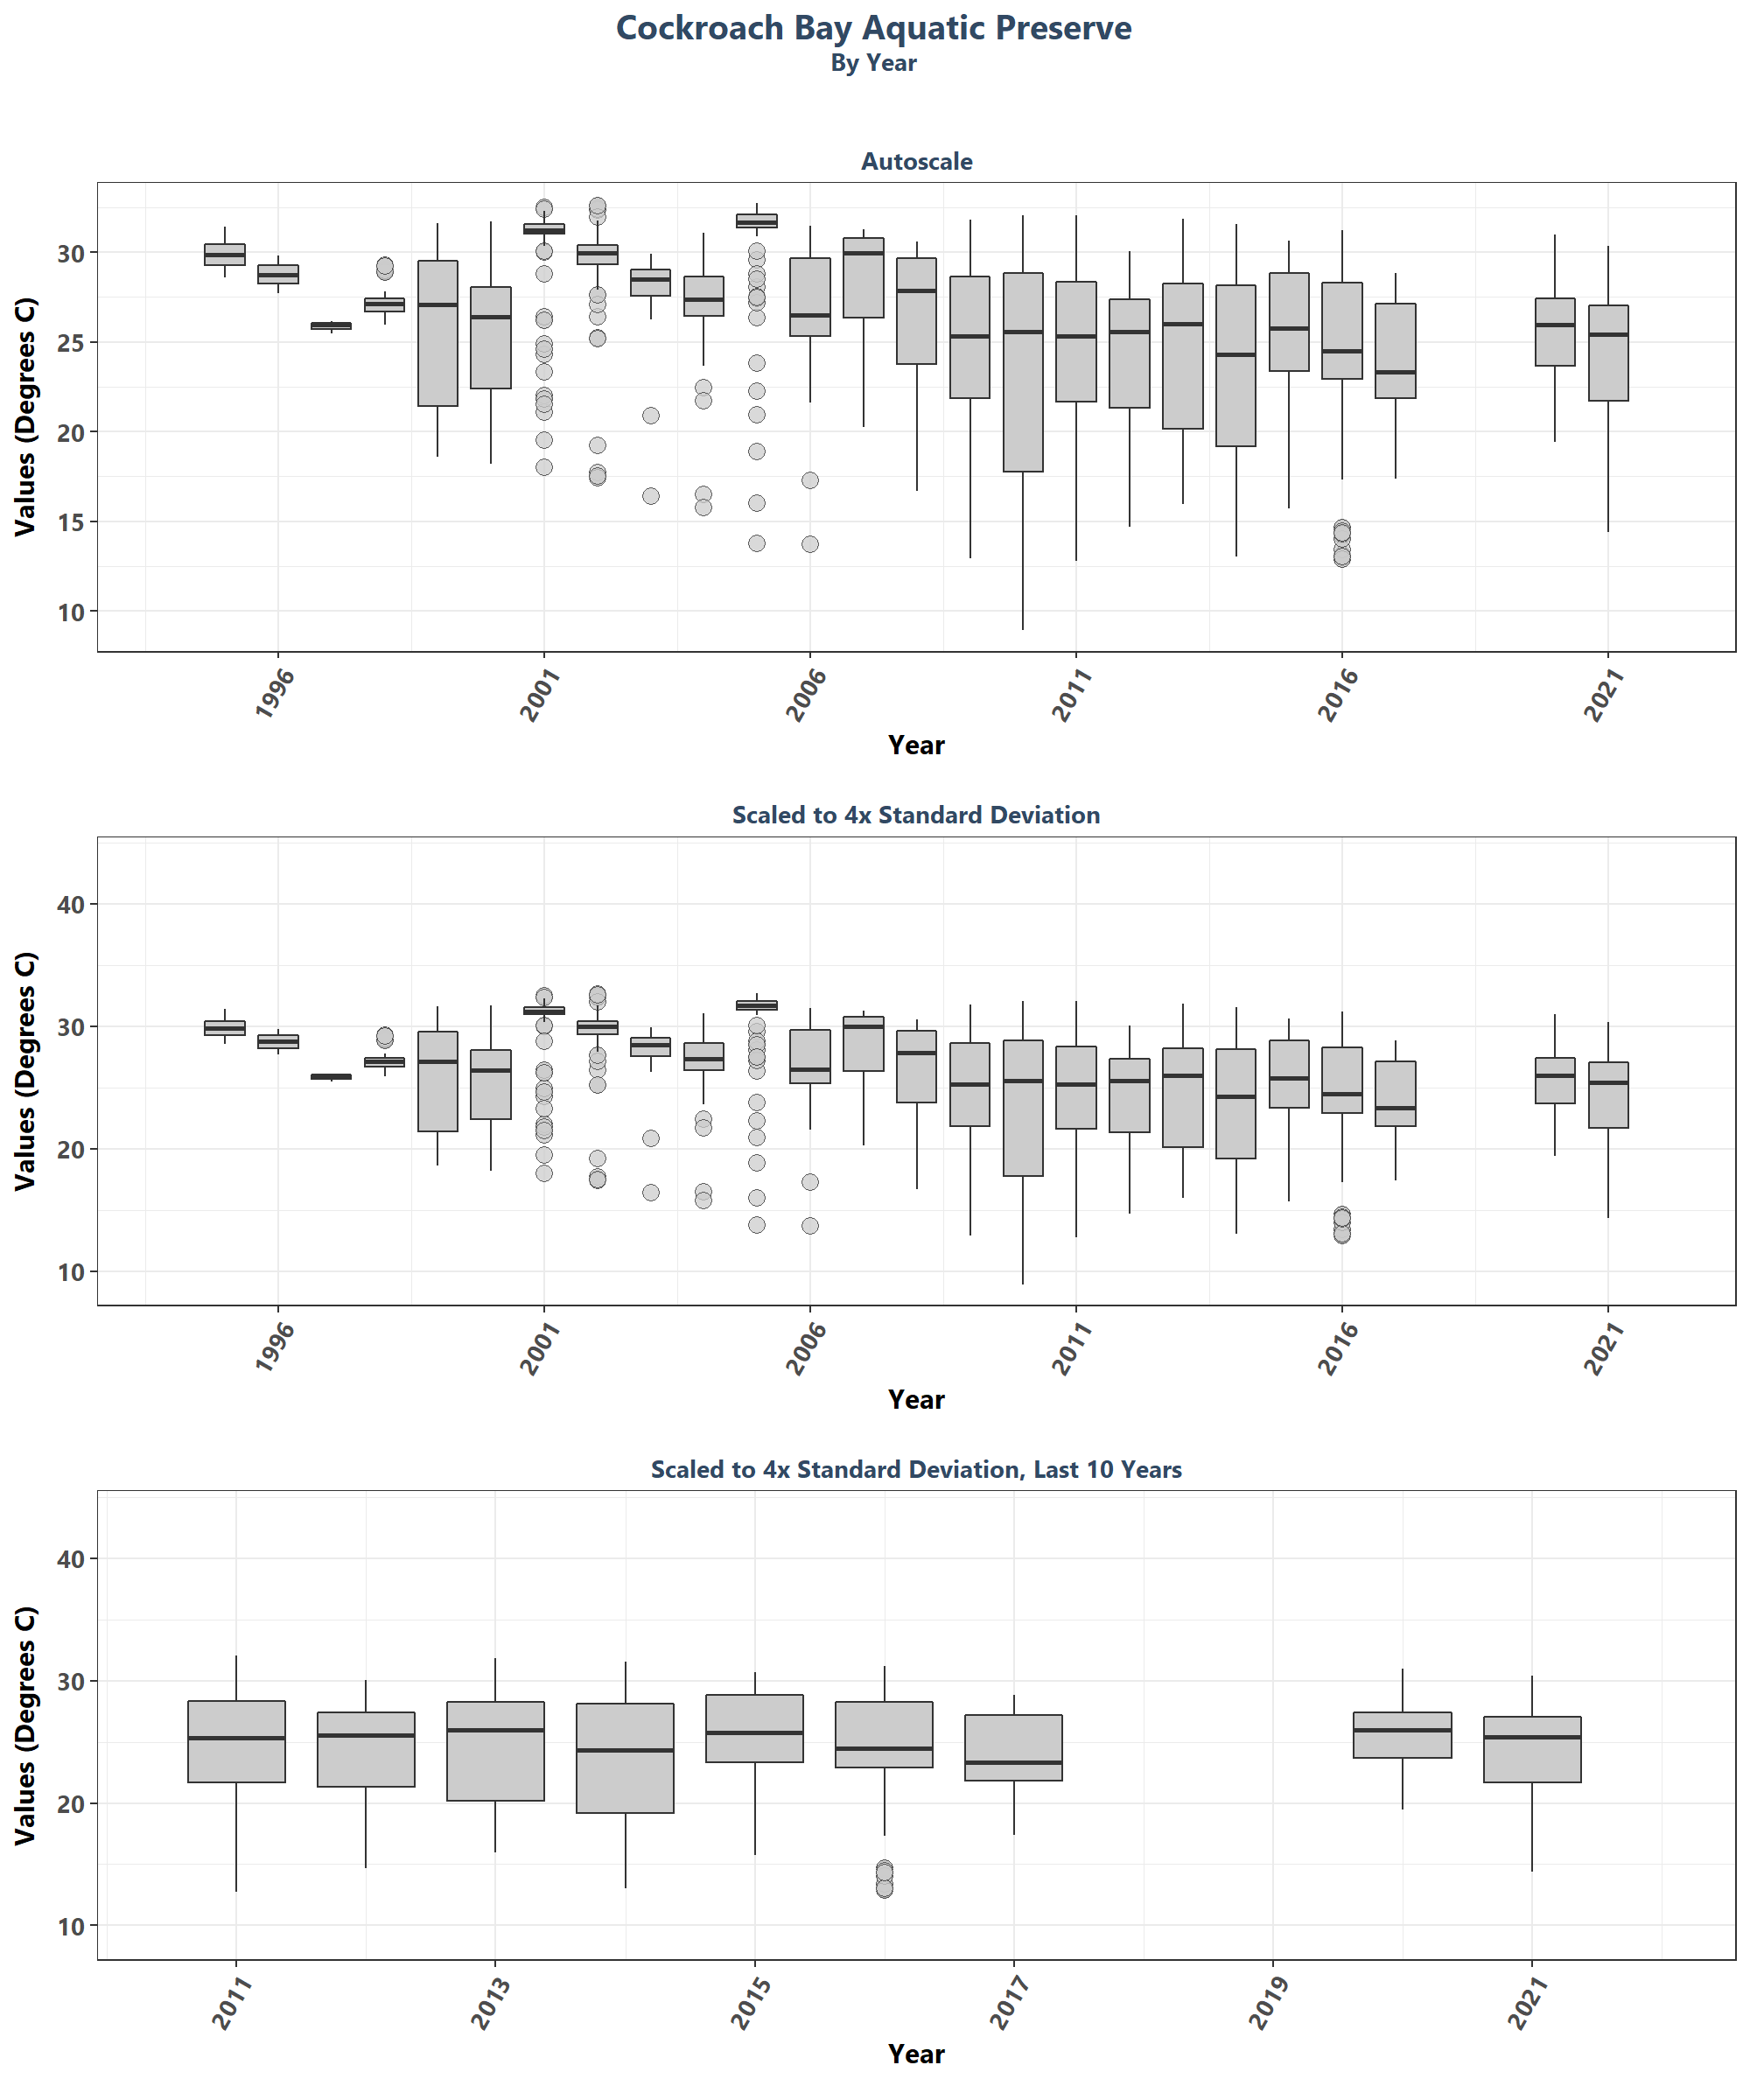 Cockroach Bay Aquatic Preserve
By Year
Autoscale
Values (Degrees C)
30
25
20
15
10
1996
2001
2006
2011
2016
2021
Year
Scaled to 4x Standard Deviation
Values (Degrees C)
40
30
20
10
1996
2001
2006
2011
2016
2021
Year
Scaled to 4x Standard Deviation, Last 10 Years
Values (Degrees C)
40
30
20
10
2011
2013
2015
2017
2019
2021
Year